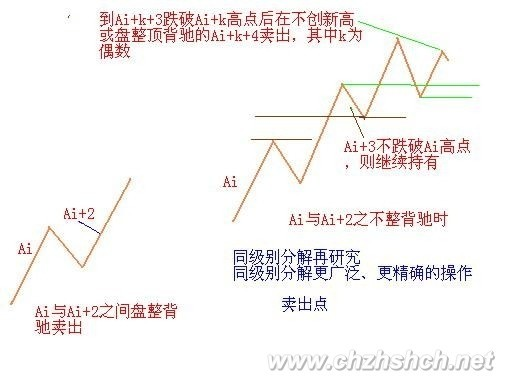 到Ai+k+3跌破Ai+k高点后在不创新高
或盘整顶背驰的Ai+k+4卖出，其中k为
偶数
Ai+3不跌破Ai高点
，则继续持有
Ai
Ai与Ai+2之不整背驰时
Ai+2
Ai
同级别分解再研究
同级别分解更广泛、更精确的操作
卖出点
Ai与Ai+2之间盘整背
驰卖出
www.chzhshch.net